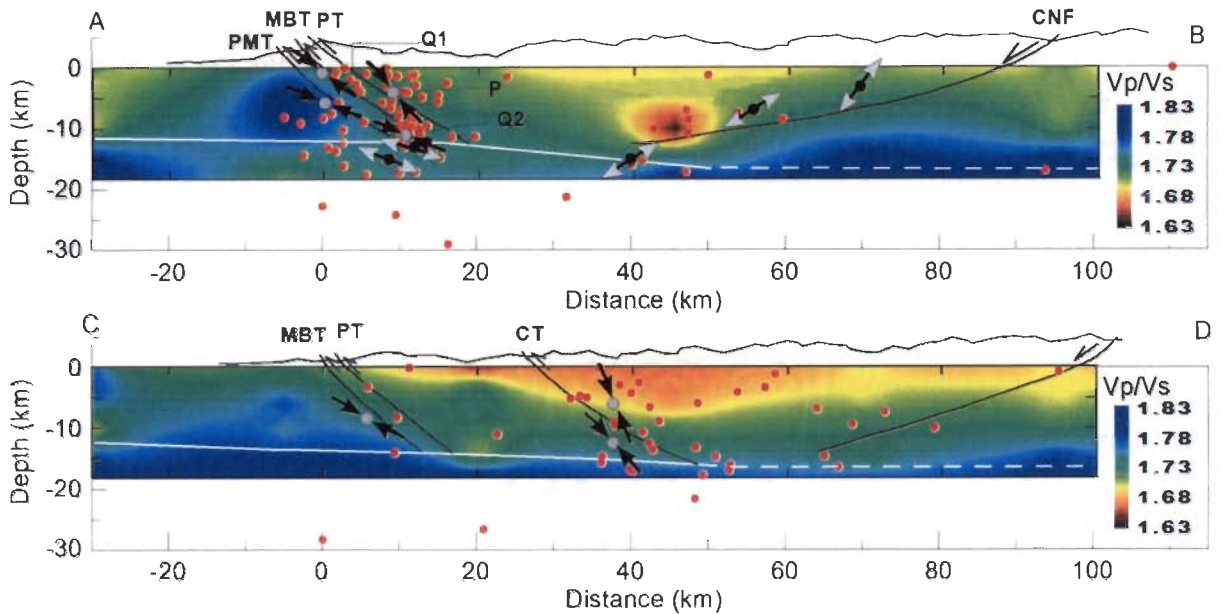 A
MBT PT
CNF
PMT
Q1
B
0
Vp/Vs
P
1.83
Depth (km)
-10
Q2
1.78
1.73
-20
1.68
1.63
-30
-20
0
20
40
60
80
100
Distance (km)
C
MBT PT
CT
D
0
Vp/Vs
1.83
Depth (km)
-10
1.78
1.73
-20
1.68
1.63
-30
-20
0
20
40
60
80
100
Distance (km)